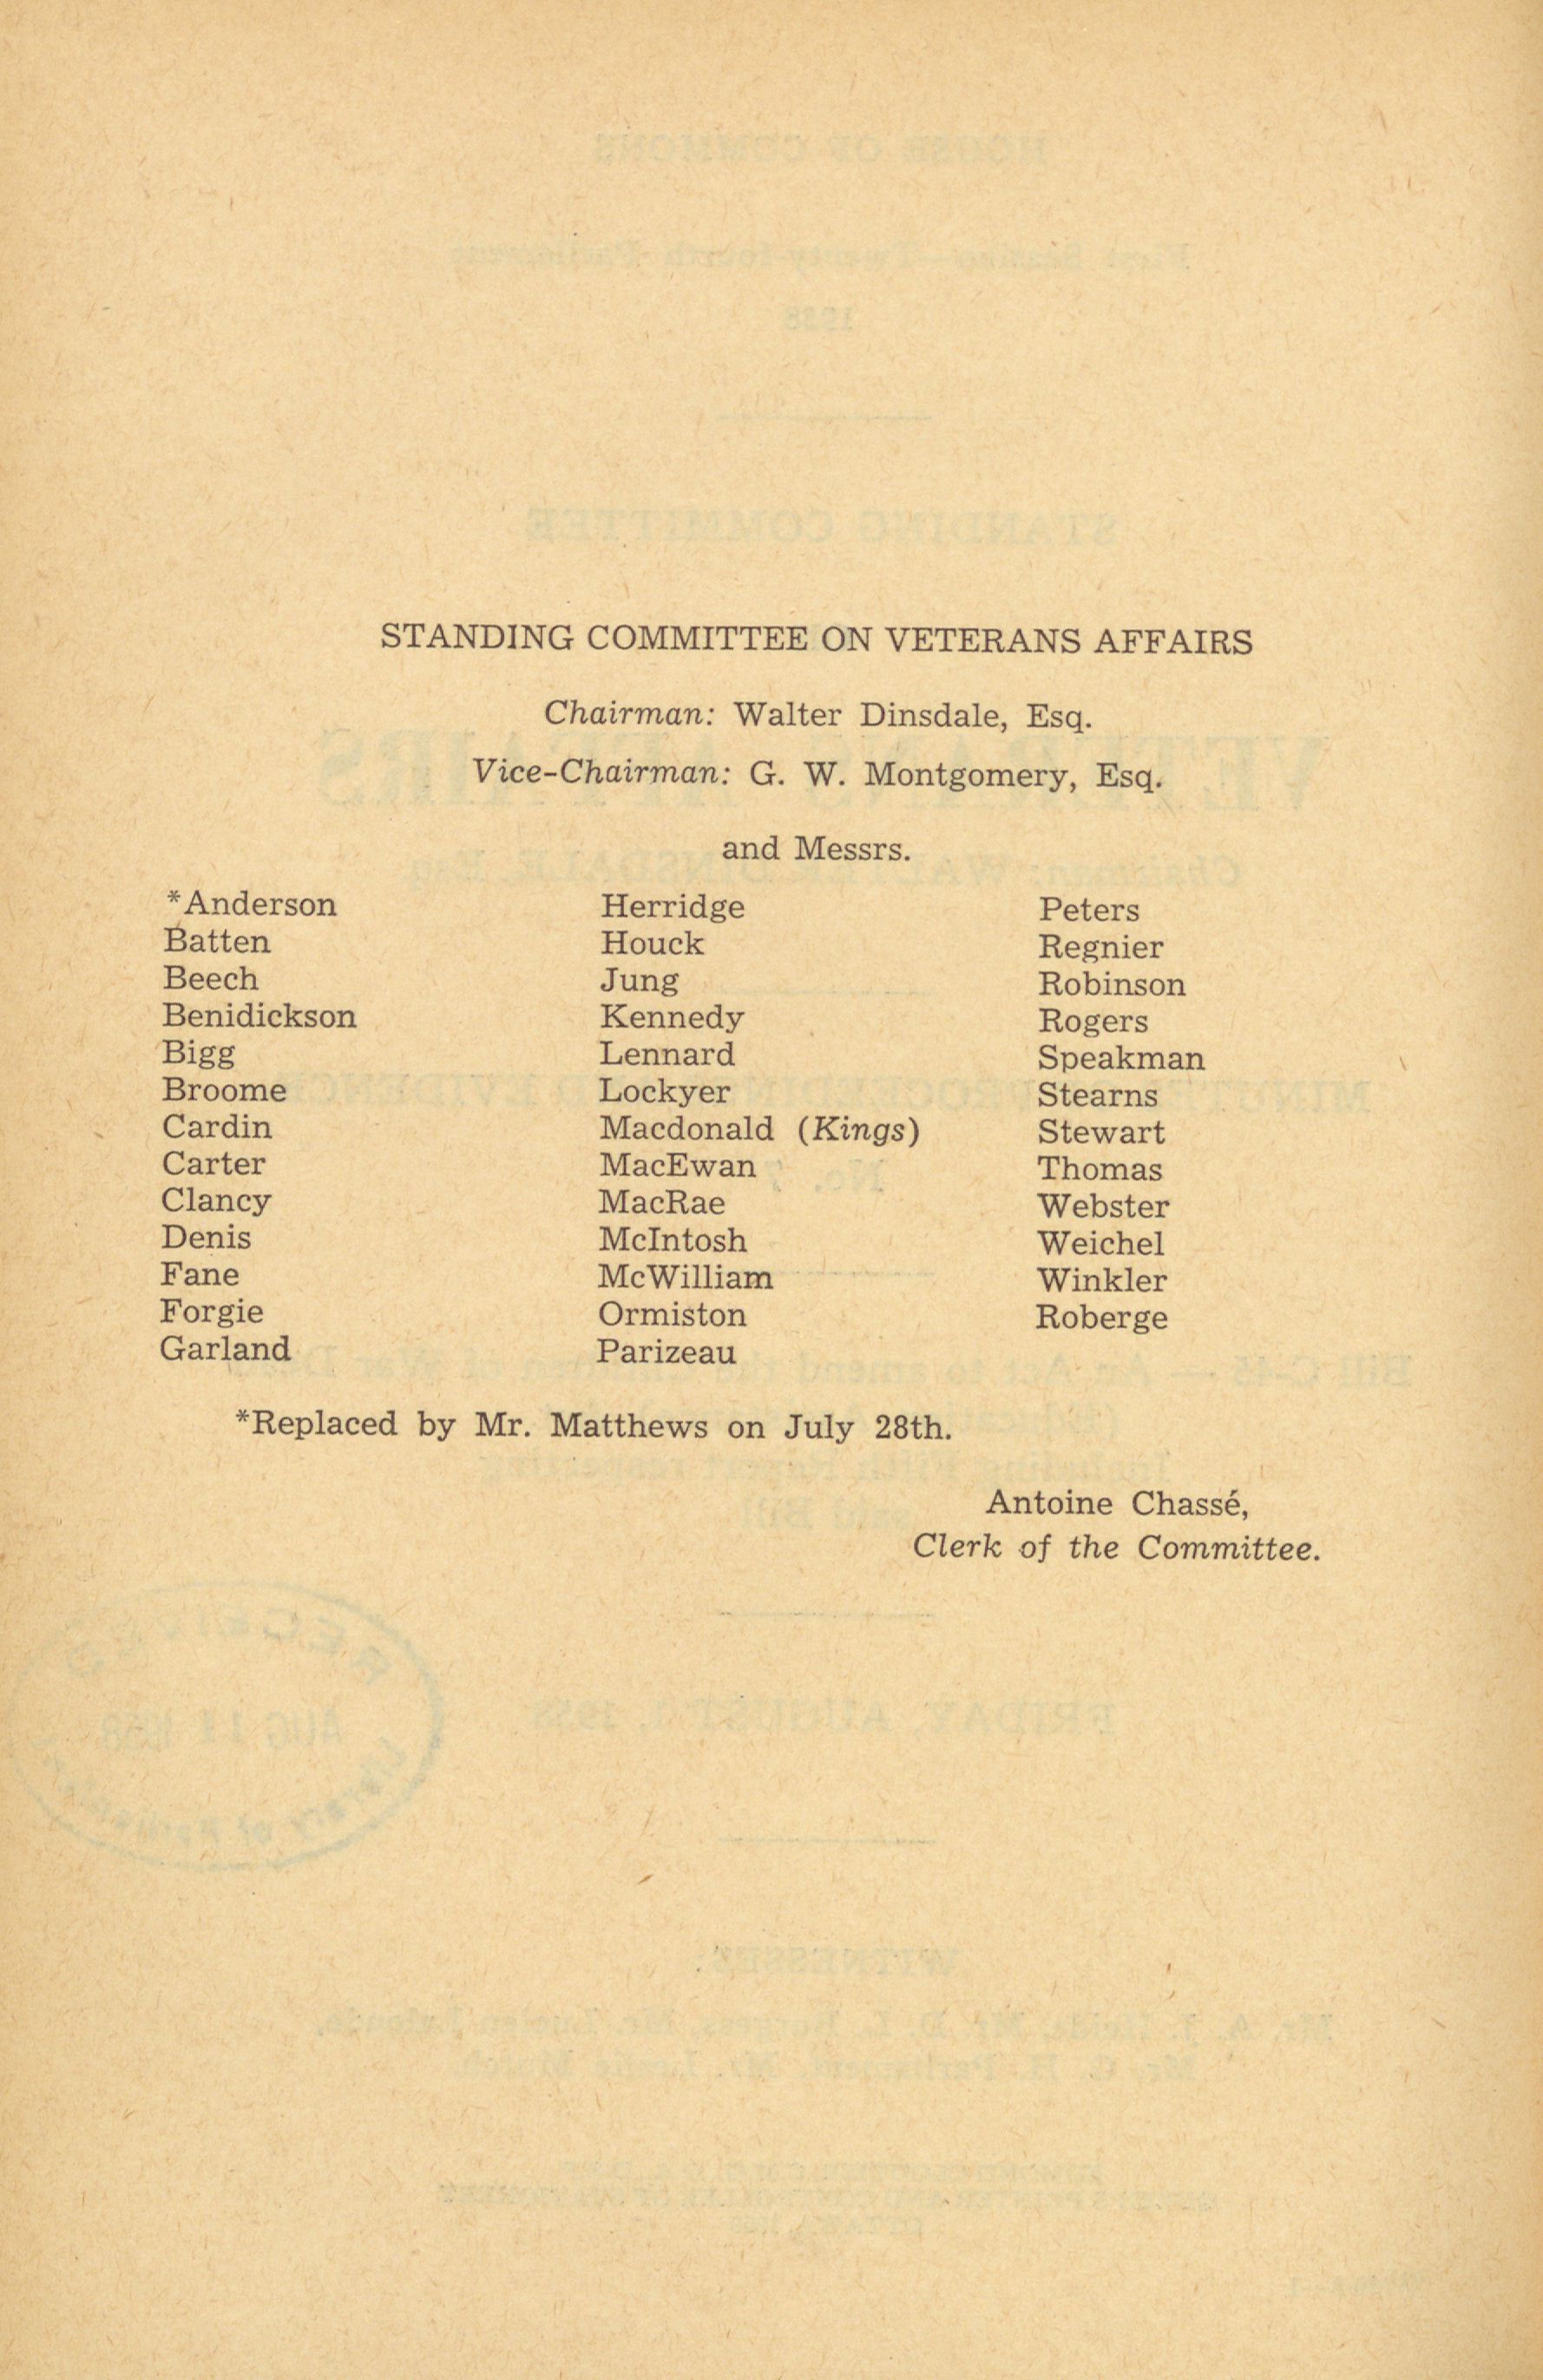 STANDING COMMITTEE ON VETERANS AFFAIRS
Chairman: Walter Dinsdale, Esq.
Vice-Chairman: G. W. Montgomery, Esq.
and Messrs.
*Anderson
Batten
Beech
Benidickson
Bigg
Broome
Cardin
Carter
Clancy
Denis
Fane
Forgie
Garland
Herridge
Houck
Jung
Kennedy
Lennard
Lockyer
Macdonald (Kings)
MacEwan
MacRae
McIntosh
McWilliam
Ormiston
Parizeau
Peters
Regnier
Robinson
Rogers
Speakman
Stearns
Stewart
Thomas
Webster
Weichel
Winkler
Roberge
*Replaced by Mr. Matthews on July 28th.
Antoine Chassé,
Clerk of the Committee.